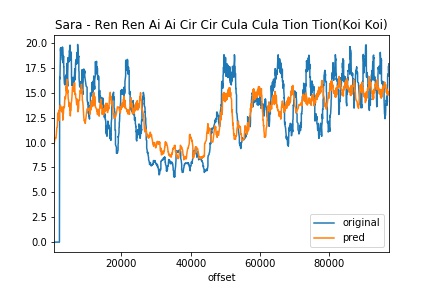 Sara - Ren Ren Ai Ai Cir Cir Cula Cula Tion Tion(Koi Koi)
20.0
17.5
15.0
12.5
10.0
7.5
5.0
2.5
0.0
original
pred
20000 40000 60000 80000
offset